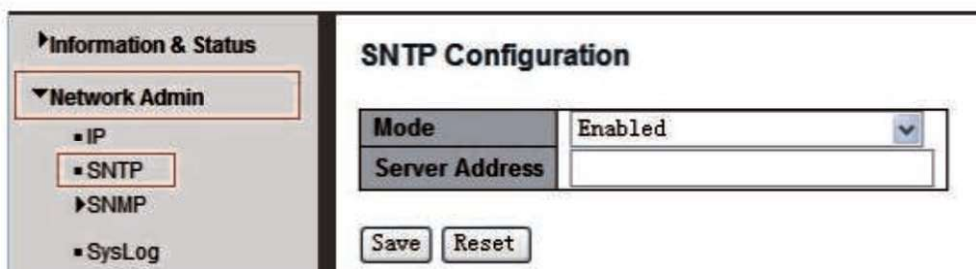 Information & Status
Network Admin
IP
SNTP
SNMP
SysLog
SNTP Configuration
Mode Enabled
Server Address
Save Reset